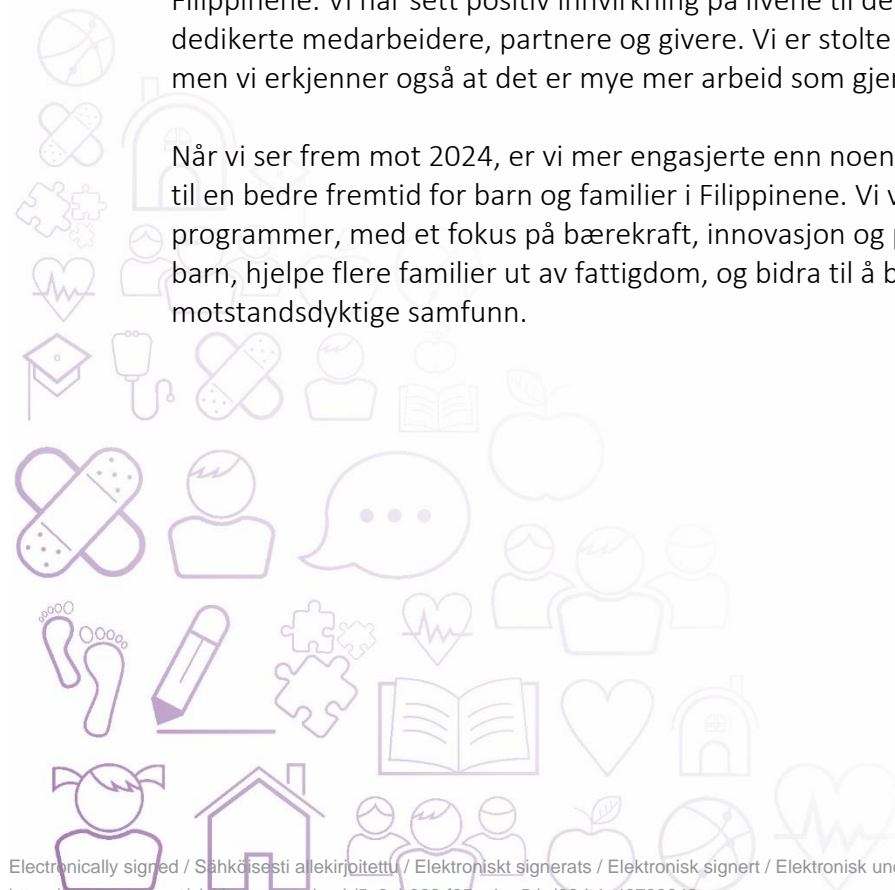 Filippinene. Vi har sett positiv innvirkning på livene til de
dedikerte medarbeidere, partnere og givere. Vi er stolte
men vi erkjenner også at det er mye mer arbeid som gjer
Når vi ser frem mot 2024, er vi mer engasjerte enn noen
til en bedre fremtid for barn og familier i Filippinene. Vi v
programmer, med et fokus på bærekraft, innovasjon og p
barn, hjelpe flere familier ut av fattigdom, og bidra til å b
motstandsdyktige samfunn.
Electronically signed / Sähköisesti allekirjoitettu / Elektroniskt signerats / Elektronisk signert / Elektronisk und